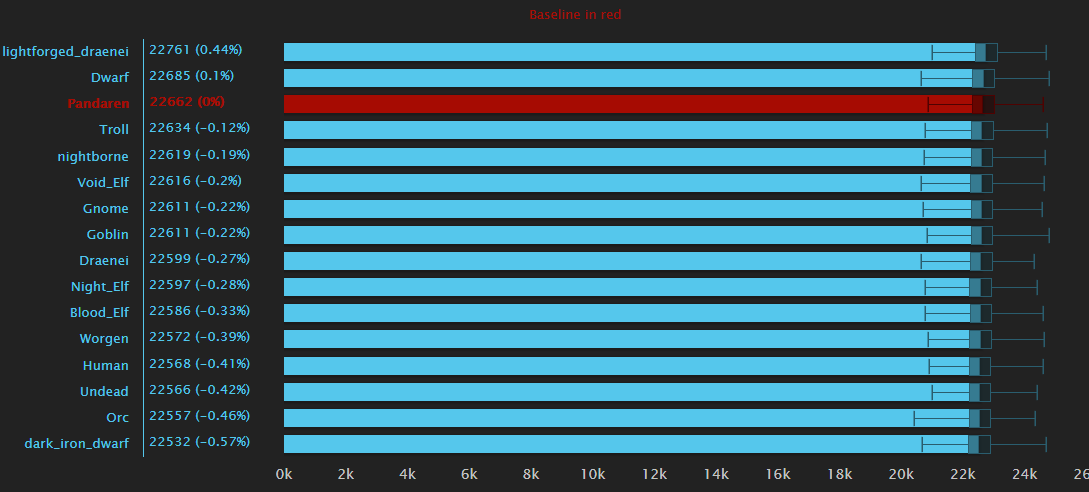 Baseline in red
lightforged_draenei 22761 (0.44%)
Dwarf 22685 (0.1%)
Pandaren 22662 (0%)
Troll 22634 (-0.12%)
nightborne 22619 (-0.19%)
Void_Elf 22616 (-0.2%)
Gnome 22611 (-0.22%)
Goblin 22611 (-0.22%)
Draenei 22599 (-0.27%)
Night_Elf 22597 (-0.28%)
Blood_Elf 22586 (-0.33%)
Worgen 22572 (-0.39%)
Human 22568 (-0.41%)
Undead 22566 (-0.42%)
Orc 22557 (-0.46%)
dark_iron_dwarf 22532 (-0.57%)
0k 2k 4k 6k 8k 10k 12k 14k 16k 18k 20k 22k 24k 26